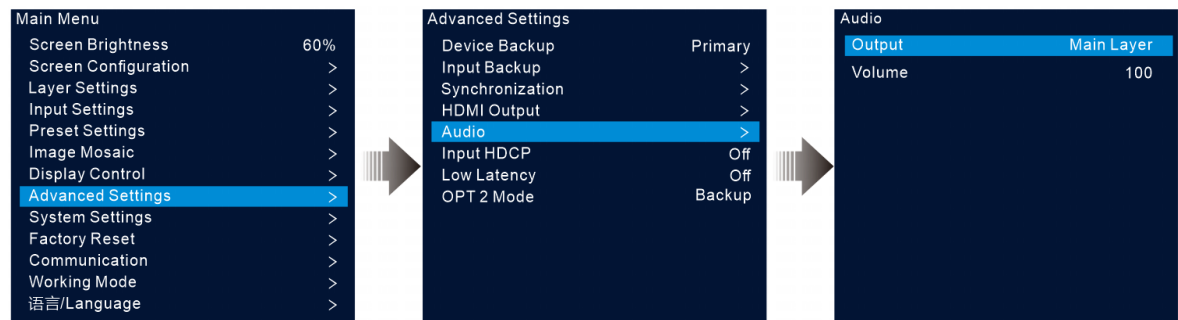 Main Menu
Screen Brightness 60%
Screen Configuration >
Layer Settings >
Input Settings >
Preset Settings >
Image Mosaic >
Display Control >
Advanced Settings >
System Settings >
Factory Reset >
Communication >
Working Mode >
语言/Language >
Advanced Settings
Device Backup Primary
Input Backup >
Synchronization >
HDMI Output >
Audio >
Input HDCP Off
Low Latency Off
OPT 2 Mode Backup
Audio
Output Main Layer
Volume 100